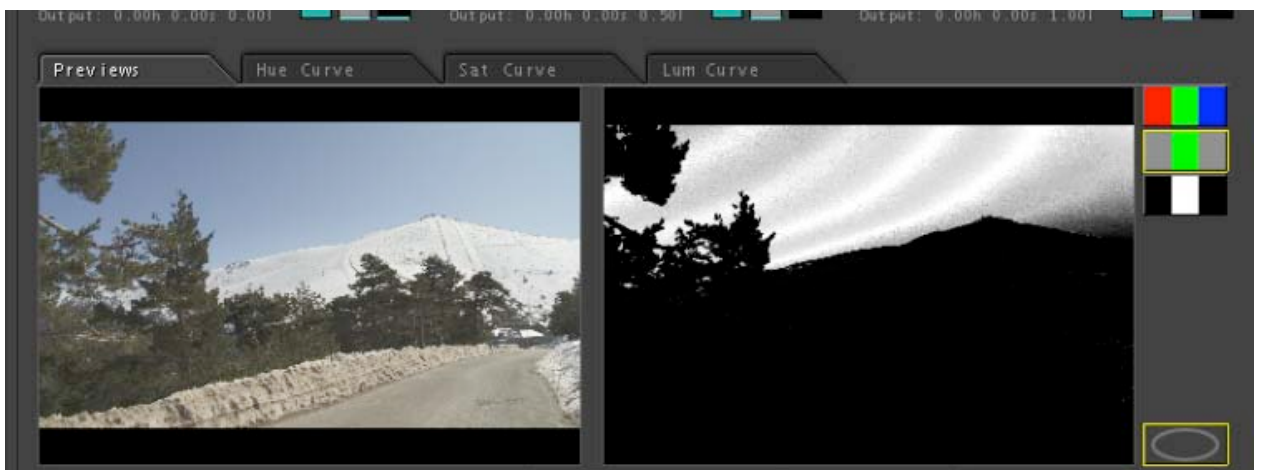 Output: 0.00h 0.00s 0.00l
Output: 0.00h 0.00s 0.50l
Output: 0.00h 0.00s 1.00l
Previews
Hue Curve
Sat Curve
Lum Curve